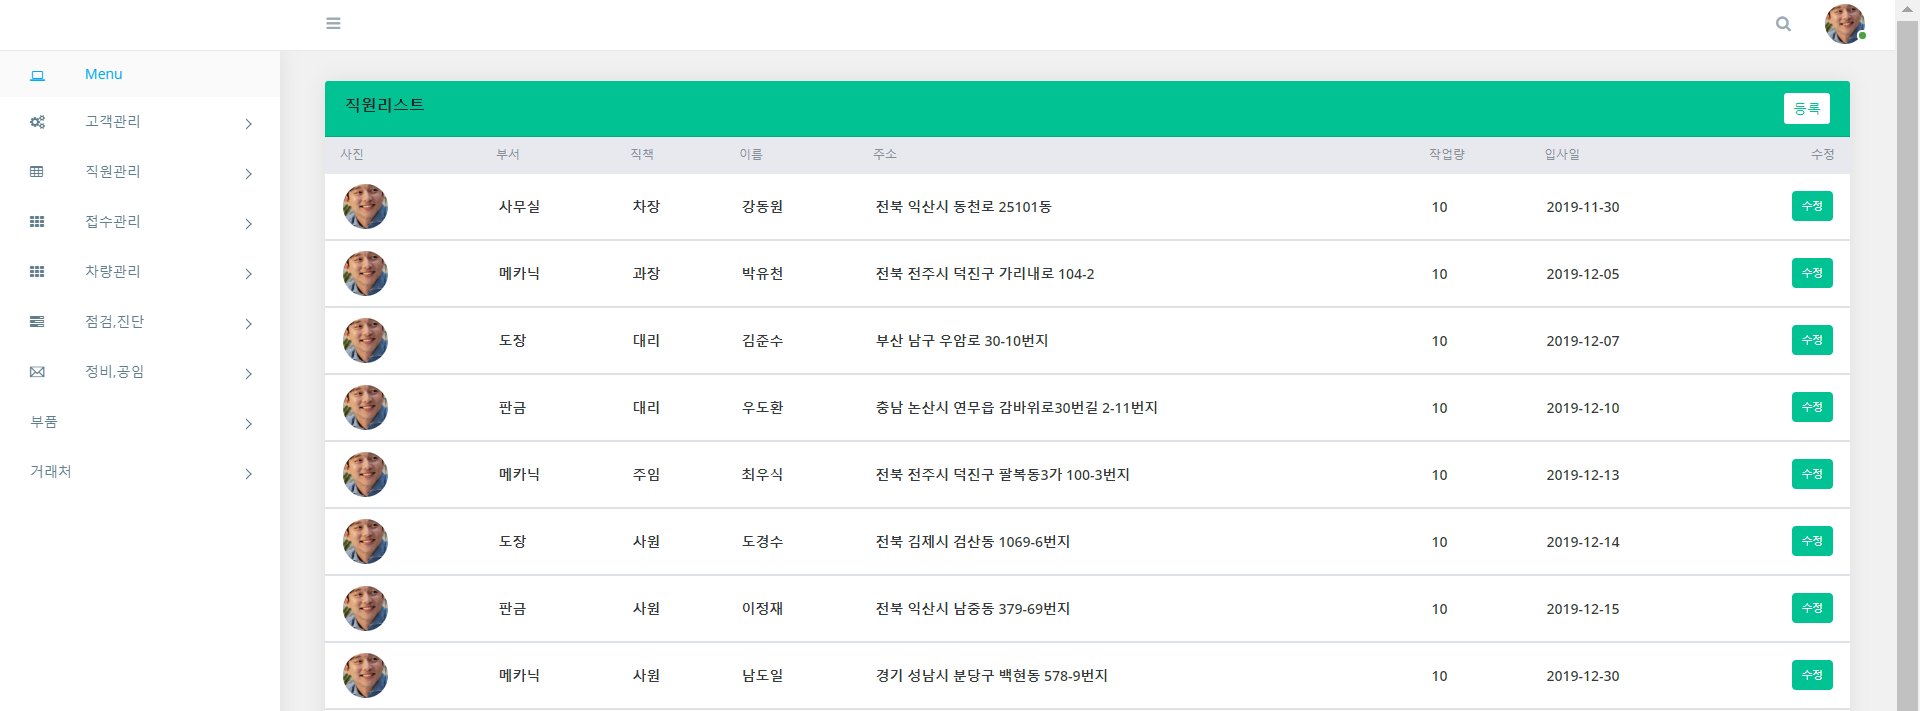 Menu
고객관리
직원관리
접수관리
차량관리
점검,진단
정비,공임
부품
거래처
직원리스트
등록
사진 부서 직책 이름 주소 작업량 입사일 수정
사무실 차장 강동원 전북 익산시 동천로 25101동 10 2019-11-30 수정
메카닉 과장 박유천 전북 전주시 덕진구 가리내로 104-2 10 2019-12-05 수정
도장 대리 김준수 부산 남구 우암로 30-10번지 10 2019-12-07 수정
판금 대리 우도환 충남 논산시 연무읍 감바위로30번길 2-11번지 10 2019-12-10 수정
메카닉 주임 최우식 전북 전주시 덕진구 팔복동3가 100-3번지 10 2019-12-13 수정
도장 사원 도경수 전북 김제시 검산동 1069-6번지 10 2019-12-14 수정
판금 사원 이정재 전북 익산시 남중동 379-69번지 10 2019-12-15 수정
메카닉 사원 남도일 경기 성남시 분당구 백현동 578-9번지 10 2019-12-30 수정